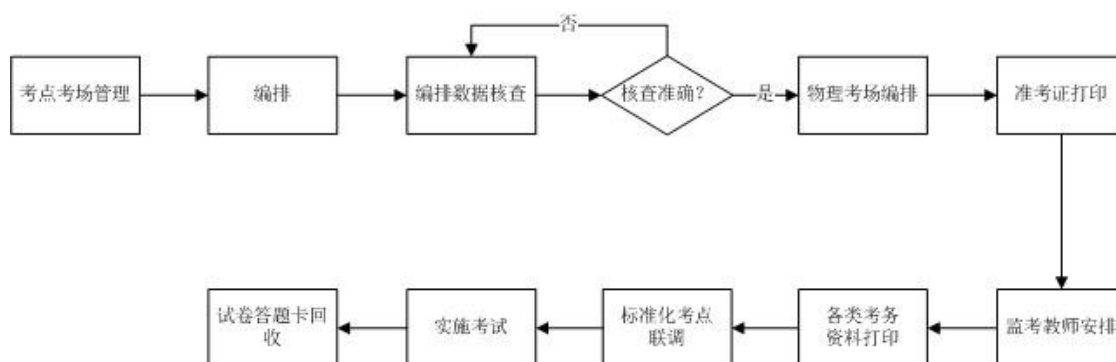 否
考点考场管理
编排
编排数据核查
核查准确？
是
物理考场编排
准考证打印
试卷答题卡回
收
实施考试
标准化考点
联调
各类考务
资料打印
监考教师安排